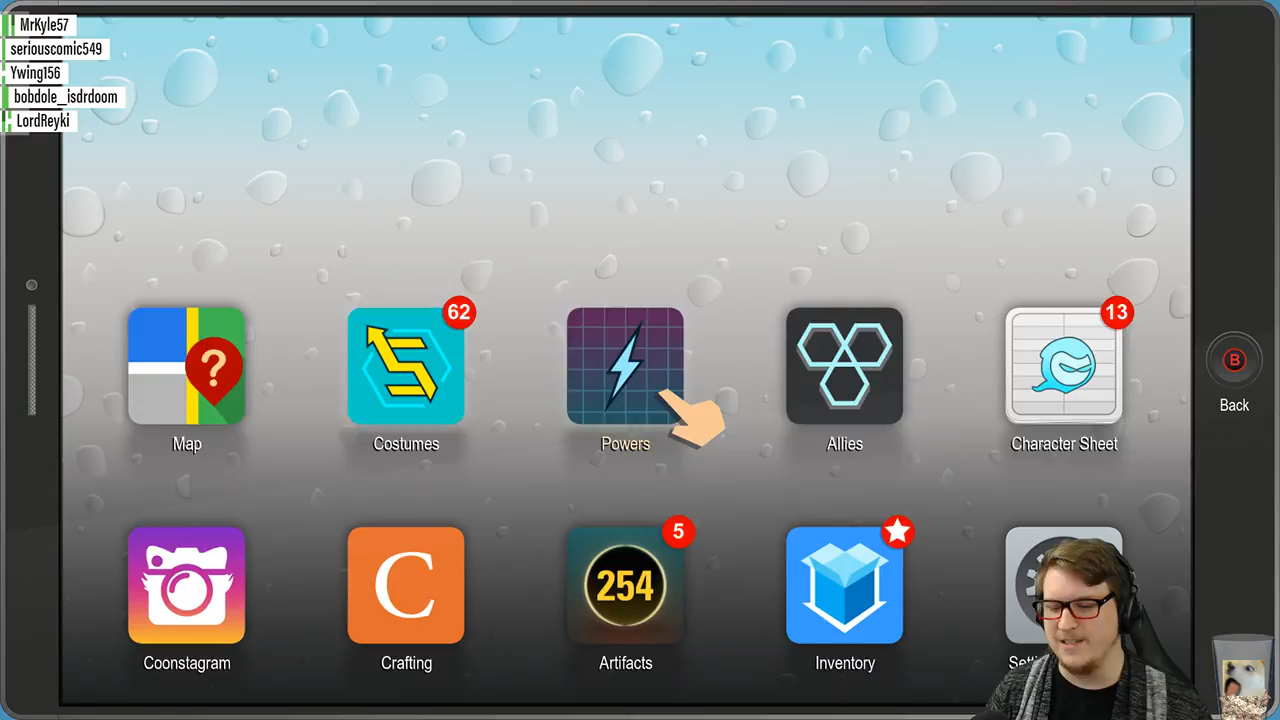 MrKyle57
seriouscomic549
Ywing156
bobdole_isdrdoom
LordReyki
62
13
?
B
Back
Map
Costumes
Powers
Allies
Character Sheet
5
C
254
Coonstagram
Crafting
Artifacts
Inventory